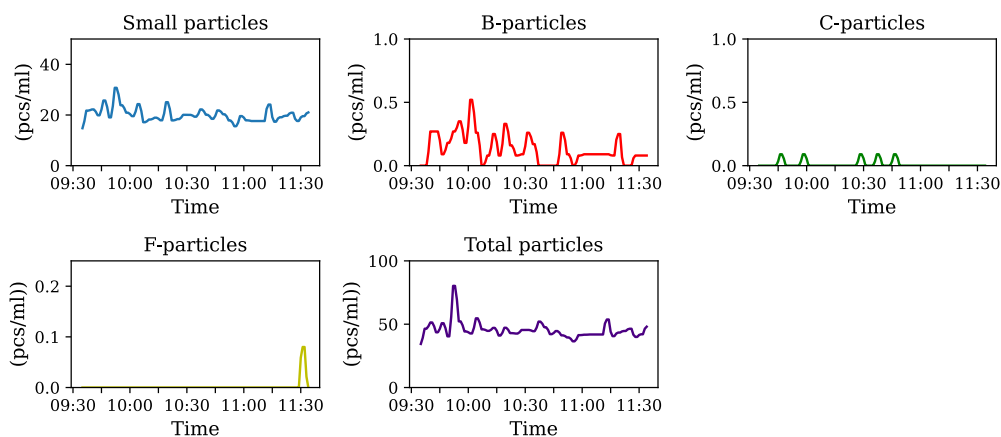 Small particles
(pcs/ml)
40
20
0
09:30 10:00 10:30 11:00 11:30
Time
B-particles
(pcs/ml)
1.0
0.5
0.0
09:30 10:00 10:30 11:00 11:30
Time
C-particles
(pcs/ml)
1.0
0.5
0.0
09:30 10:00 10:30 11:00 11:30
Time
F-particles
(pcs/ml))
0.2
0.1
0.0
09:30 10:00 10:30 11:00 11:30
Time
Total particles
(pcs/ml))
100
50
0
09:30 10:00 10:30 11:00 11:30
Time